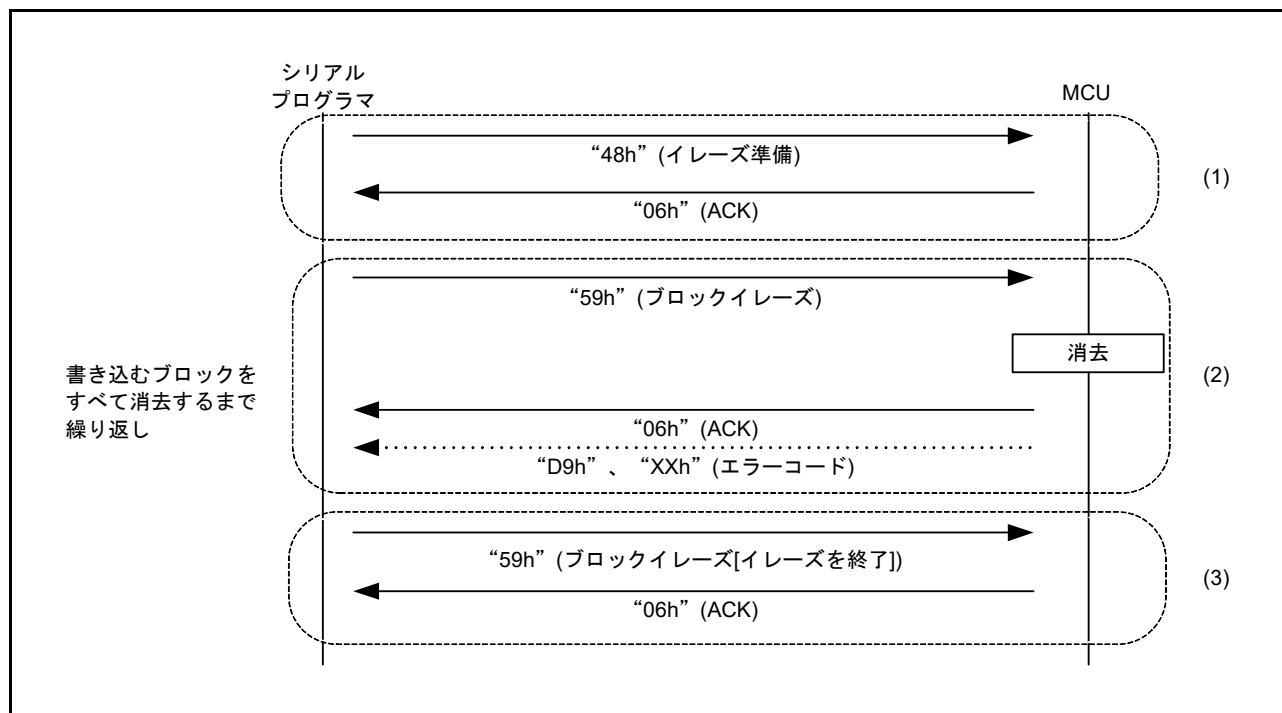 シリアル
プログラマ
MCU
“48h” (イレーズ準備)
“06h” (ACK)
(1)
“59h” (ブロックイレーズ)
消去
書き込むブロックを
すべて消去するまで
繰り返し
(2)
“06h” (ACK)
“D9h” 、 “XXh” (エラーコード)
“59h” (ブロックイレーズ[イレーズを終了])
“06h” (ACK)
(3)